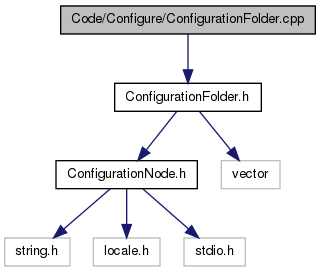 Code/Configure/ConfigurationFolder.cpp
ConfigurationFolder.h
ConfigurationNode.h
vector
string.h
locale.h
stdio.h